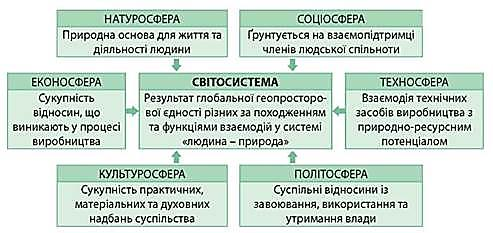 НАТУРОСФЕРА
Природна основа для життя та
діяльності людини
СОЦІОСФЕРА
Ґрунтується на взаємопідтримці
членів людської спільноти
ЕКОНОСФЕРА
Сукупність
відносин, що
виникають у процесі
виробництва
СВІТОСИСТЕМА
Результат глобальної геопросторо-
вої єдності різних за походженням
та функціями взаємодій у системі
«людина – природа»
ТЕХНОСФЕРА
Взаємодія технічних
засобів виробництва з
природно-ресурсним
потенціалом
КУЛЬТУРОСФЕРА
Сукупність практичних,
матеріальних та духовних
надбань суспільства
ПОЛІТОСФЕРА
Суспільні відносини із
завоювання, використання та
утримання влади